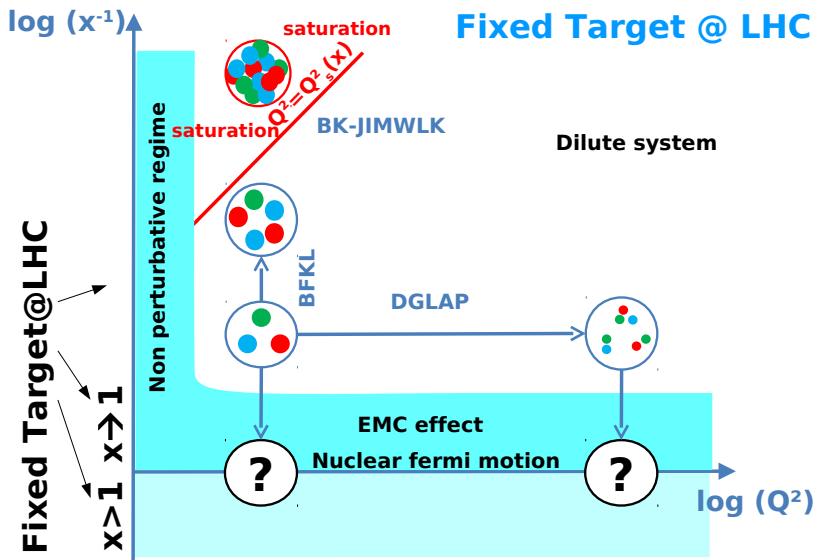 log (x⁻¹)
saturation
Fixed Target @ LHC
Q²=Q²ₛ(x)
saturation
BK-JIMWLK
Dilute system
Non perturbative regime
BFKL
DGLAP
Fixed Target@LHC
x→1
x>1
EMC effect
Nuclear fermi motion
?
?
log (Q²)